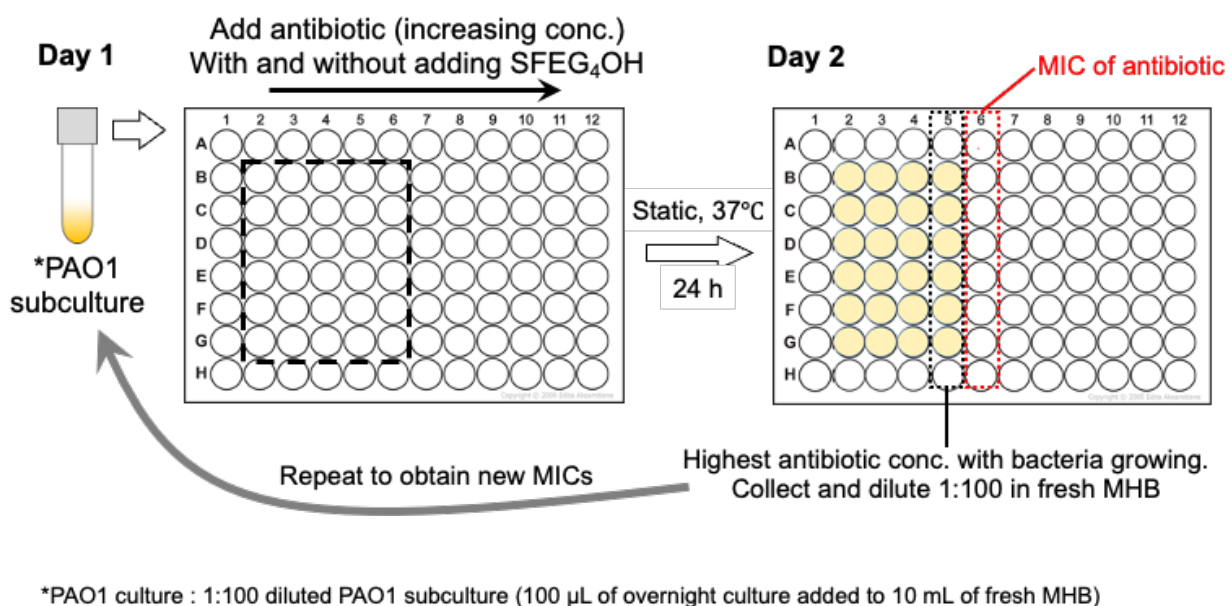 Add antibiotic (increasing conc.)
With and without adding SFEG₄OH
Day 1
Day 2
MIC of antibiotic
1 2 3 4 5 6 7 8 9 10 11 12
A
B
C
D
E
F
G
H
1 2 3 4 5 6 7 8 9 10 11 12
A
B
C
D
E
F
G
H
*PAO1
subculture
Static, 37℃
24 h
Repeat to obtain new MICs
Highest antibiotic conc. with bacteria growing.
Collect and dilute 1:100 in fresh MHB
*PAO1 culture : 1:100 diluted PAO1 subculture (100 µL of overnight culture added to 10 mL of fresh MHB)